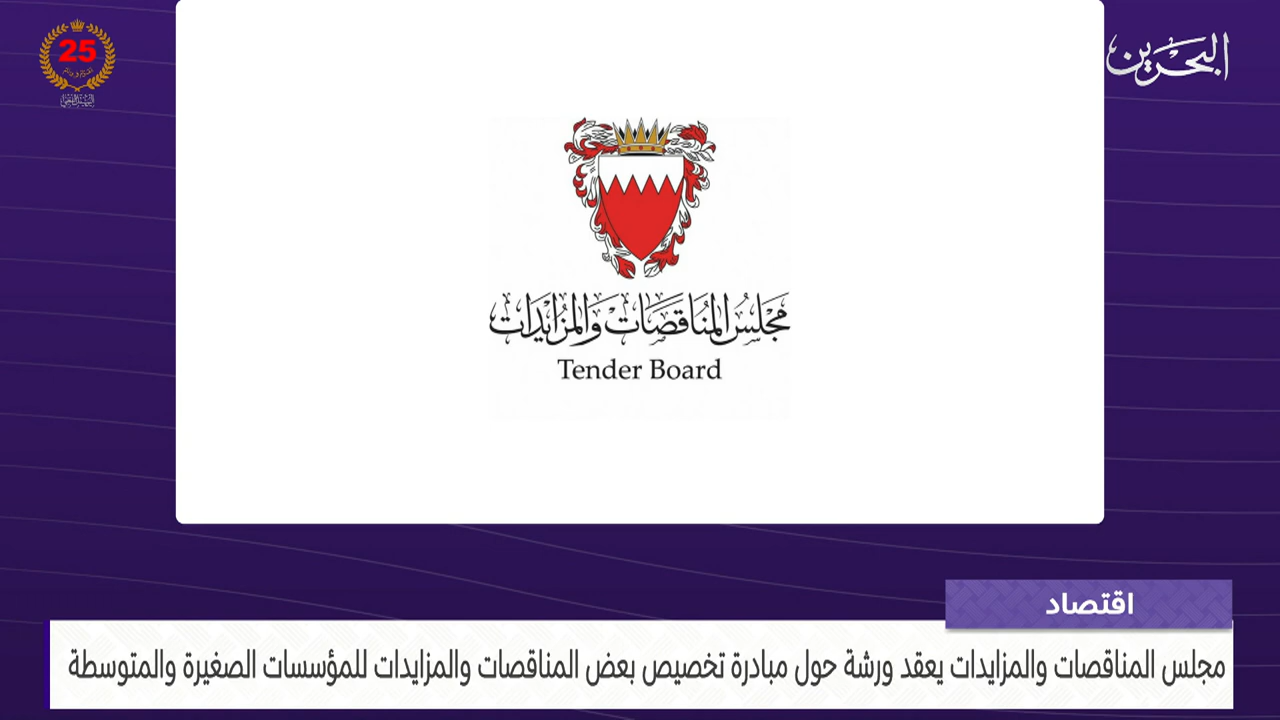 البحرين
25
مجلس المناقصات والمزايدات
Tender Board
اقتصاد
مجلس المناقصات والمزايدات يعقد ورشة حول مبادرة تخصيص بعض المناقصات والمزايدات للمؤسسات الصغيرة والمتوسطة